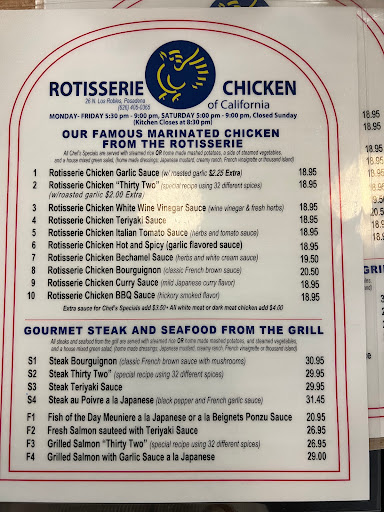 ROTISSERIE CHICKEN
26 N. Los Robles, Pasadena
(626) 405-0365
of California
MONDAY- FRIDAY 5:30 pm - 9:00 pm, SATURDAY 5:00 pm - 9:00 pm, Closed Sunday
(Kitchen Closes at 8:30 pm)
OUR FAMOUS MARINATED CHICKEN
FROM THE ROTISSERIE
All Chef's Specials are served with steamed rice OR home made mashed potatoes, a side of steamed vegetables,
and a house mixed green salad, (home made dressings: Japanese mustard, creamy ranch, French vinaigrette or thousand island)
1 Rotisserie Chicken Garlic Sauce (w/ roasted garlic $2.25 Extra) 18.95
2 Rotisserie Chicken "Thirty Two" (special recipe using 32 different spices) 18.95
(w/roasted garlic $2.00 Extra)
3 Rotisserie Chicken White Wine Vinegar Sauce (wine vinegar & fresh herbs) 18.95
4 Rotisserie Chicken Teriyaki Sauce 18.95
5 Rotisserie Chicken Italian Tomato Sauce (herbs and tomato sauce) 18.95
6 Rotisserie Chicken Hot and Spicy (garlic flavored sauce) 18.95
7 Rotisserie Chicken Bechamel Sauce (herbs and white cream sauce) 19.50
8 Rotisserie Chicken Bourguignon (classic French brown sauce) 20.50
9 Rotisserie Chicken Curry Sauce (mild Japanese curry flavor) 18.95
10 Rotisserie Chicken BBQ Sauce (hickory smoked flavor) 18.95
Extra sauce for Chef's Specials add $3.50 • All white meat or dark meat chicken add $4.00
GOURMET STEAK AND SEAFOOD FROM THE GRILL
All steaks and seafood from the grill are served with steamed rice OR home made mashed potatoes, and steamed vegetables,
and a house mixed green salad, (home made dressings: Japanese mustard, creamy ranch, French vinaigrette or thousand island)
S1 Steak Bourguignon (classic French brown sauce with mushrooms) 30.95
S2 Steak Thirty Two" (special recipe using 32 different spices) 29.95
S3 Steak Teriyaki Sauce 29.95
S4 Steak au Poivre a la Japanese (black pepper and French garlic sauce) 31.45
F1 Fish of the Day Meuniere a la Japanese or a la Beignets Ponzu Sauce 20.95
F2 Fresh Salmon sauteed with Teriyaki Sauce 26.95
F3 Grilled Salmon "Thirty Two" (special recipe using 32 different spices) 26.95
F4 Grilled Salmon with Garlic Sauce a la Japanese 29.00